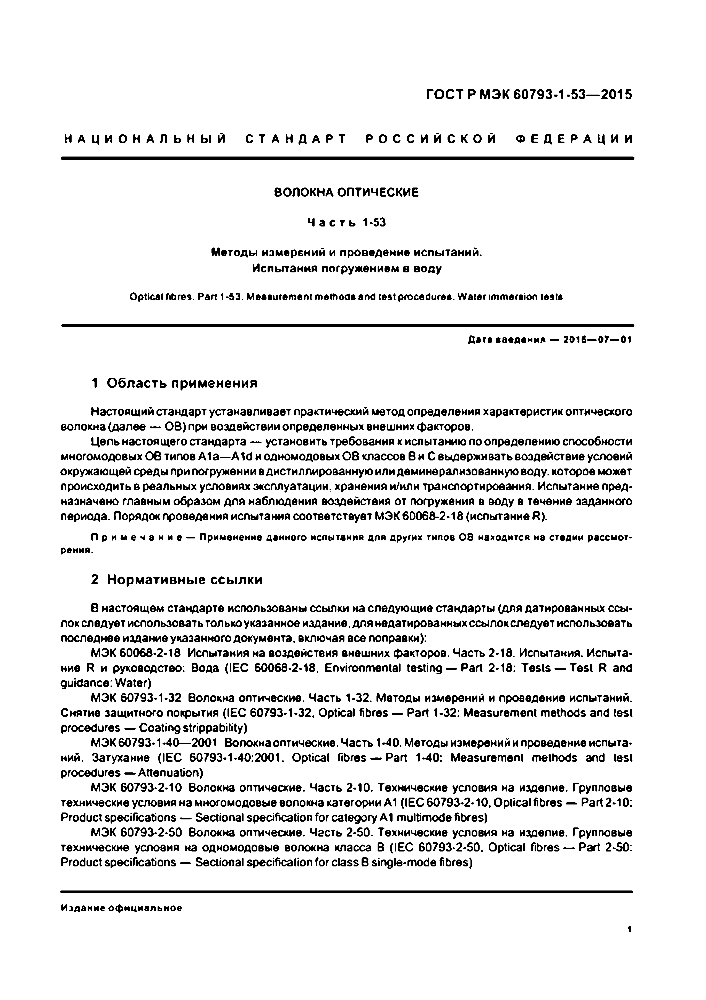 ГОСТ Р МЭК 60793-1-53—2015
НАЦИОНАЛЬНЫЙ СТАНДАРТ РОССИЙСКОЙ ФЕДЕРАЦИИ
ВОЛОКНА ОПТИЧЕСКИЕ
Часть 1-53
Методы измерений и проведение испытаний.
Испытания погружением в воду
Optical fibres. Part 1-53. Measurement methods and test procedures. Water immersion tests
Дата введения — 2016—07—01
1 Область применения
Настоящий стандарт устанавливает практический метод определения характеристик оптического
волокна (далее — ОВ) при воздействии определенных внешних факторов.
Цель настоящего стандарта — установить требования к испытанию по определению способности
многомодовых ОВ типов А1а—А1d и одномодовых ОВ классов В и С выдерживать воздействие условий
окружающей среды при погружении в дистиллированную или деминерализованную воду, которое может
происходить в реальных условиях эксплуатации, хранения и/или транспортирования. Испытание пред-
назначено главным образом для наблюдения воздействия от погружения в воду в течение заданного
периода. Порядок проведения испытания соответствует МЭК 60068-2-18 (испытание R).
Примечание — Применение данного испытания для других типов ОВ находится на стадии рассмот-
рения.
2 Нормативные ссылки
В настоящем стандарте использованы ссылки на следующие стандарты (для датированных ссы-
лок следует использовать только указанное издание, для недатированных ссылок следует использовать
последнее издание указанного документа, включая все поправки):
МЭК 60068-2-18 Испытания на воздействия внешних факторов. Часть 2-18. Испытания. Испыта-
ние R и руководство: Вода (IEC 60068-2-18, Environmental testing — Part 2-18: Tests — Test R and
guidance: Water)
МЭК 60793-1-32 Волокна оптические. Часть 1-32. Методы измерений и проведение испытаний.
Снятие защитного покрытия (IEC 60793-1-32, Optical fibres — Part 1-32: Measurement methods and test
procedures — Coating strippability)
МЭК 60793-1-40—2001 Волокна оптические. Часть 1-40. Методы измерений и проведение испыта-
ний. Затухание (IEC 60793-1-40:2001, Optical fibres — Part 1-40: Measurement methods and test
procedures — Attenuation)
МЭК 60793-2-10 Волокна оптические. Часть 2-10. Технические условия на изделие. Групповые
технические условия на многомодовые волокна категории А1 (IEC 60793-2-10, Optical fibres — Part 2-10:
Product specifications — Sectional specification for category A1 multimode fibres)
МЭК 60793-2-50 Волокна оптические. Часть 2-50. Технические условия на изделие. Групповые
технические условия на одномодовые волокна класса В (IEC 60793-2-50, Optical fibres — Part 2-50:
Product specifications — Sectional specification for class B single-mode fibres)
Издание официальное
1